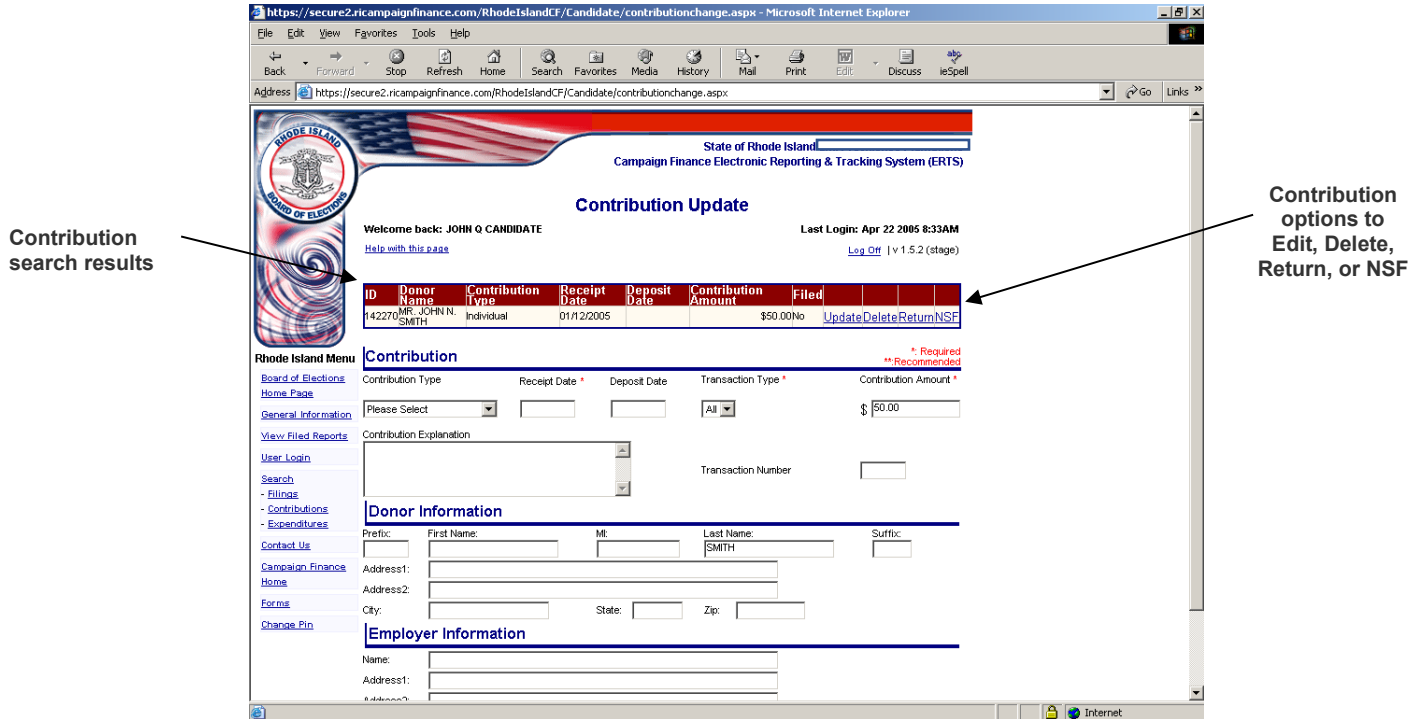 https://secure2.ricampaignfinance.com/RhodeIslandCF/Candidate/contributionchange.aspx - Microsoft Internet Explorer
File Edit View Favorites Tools Help
Back Forward Stop Refresh Home Search Favorites Media History Mail Print Edit Discuss ieSpell
Address https://secure2.ricampaignfinance.com/RhodeIslandCF/Candidate/contributionchange.aspx Go Links »
RHODE ISLAND
BOARD OF ELECTIONS
State of Rhode Island
Campaign Finance Electronic Reporting & Tracking System (ERTS)
Contribution Update
Welcome back: JOHN Q CANDIDATE Last Login: Apr 22 2005 8:33AM
Help with this page Log Off | v 1.5.2 (stage)
Contribution
search results
Contribution
options to
Edit, Delete,
Return, or NSF
ID Donor Name Contribution Type Receipt Date Deposit Date Contribution Amount Filed
142270 MR. JOHN N. SMITH Individual 01/12/2005 $50.00 No Update Delete Return NSF
Rhode Island Menu
Board of Elections
Home Page
General Information
View Filed Reports
User Login
Search
- Filings
- Contributions
- Expenditures
Contact Us
Campaign Finance
Home
Forms
Change Pin
Contribution
*: Required
**:Recommended
Contribution Type Receipt Date * Deposit Date Transaction Type * Contribution Amount *
Please Select All $ 50.00
Contribution Explanation
Transaction Number
Donor Information
Prefix: First Name: MI: Last Name: Suffix:
SMITH
Address1:
Address2:
City: State: Zip:
Employer Information
Name:
Address1:
Address2:
Internet